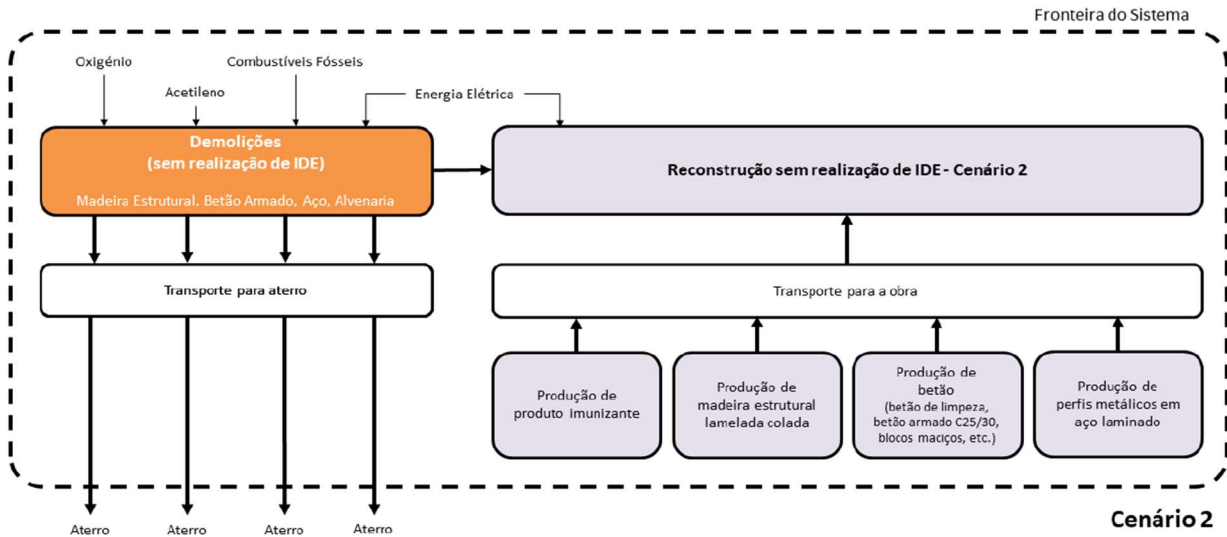 Fronteira do Sistema
Oxigénio
Combustíveis Fósseis
Acetileno
Energia Elétrica
Demolições
(sem realização de IDE)
Madeira Estrutural, Betão Armado, Aço, Alvenaria
Reconstrução sem realização de IDE - Cenário 2
Transporte para aterro
Transporte para a obra
Produção de
produto imunizante
Produção de
madeira estrutural
lamelada colada
Produção de
betão
(betão de limpeza,
betão armado C25/30,
blocos maciços, etc.)
Produção de
perfis metálicos em
aço laminado
Aterro
Aterro
Aterro
Aterro
Cenário 2